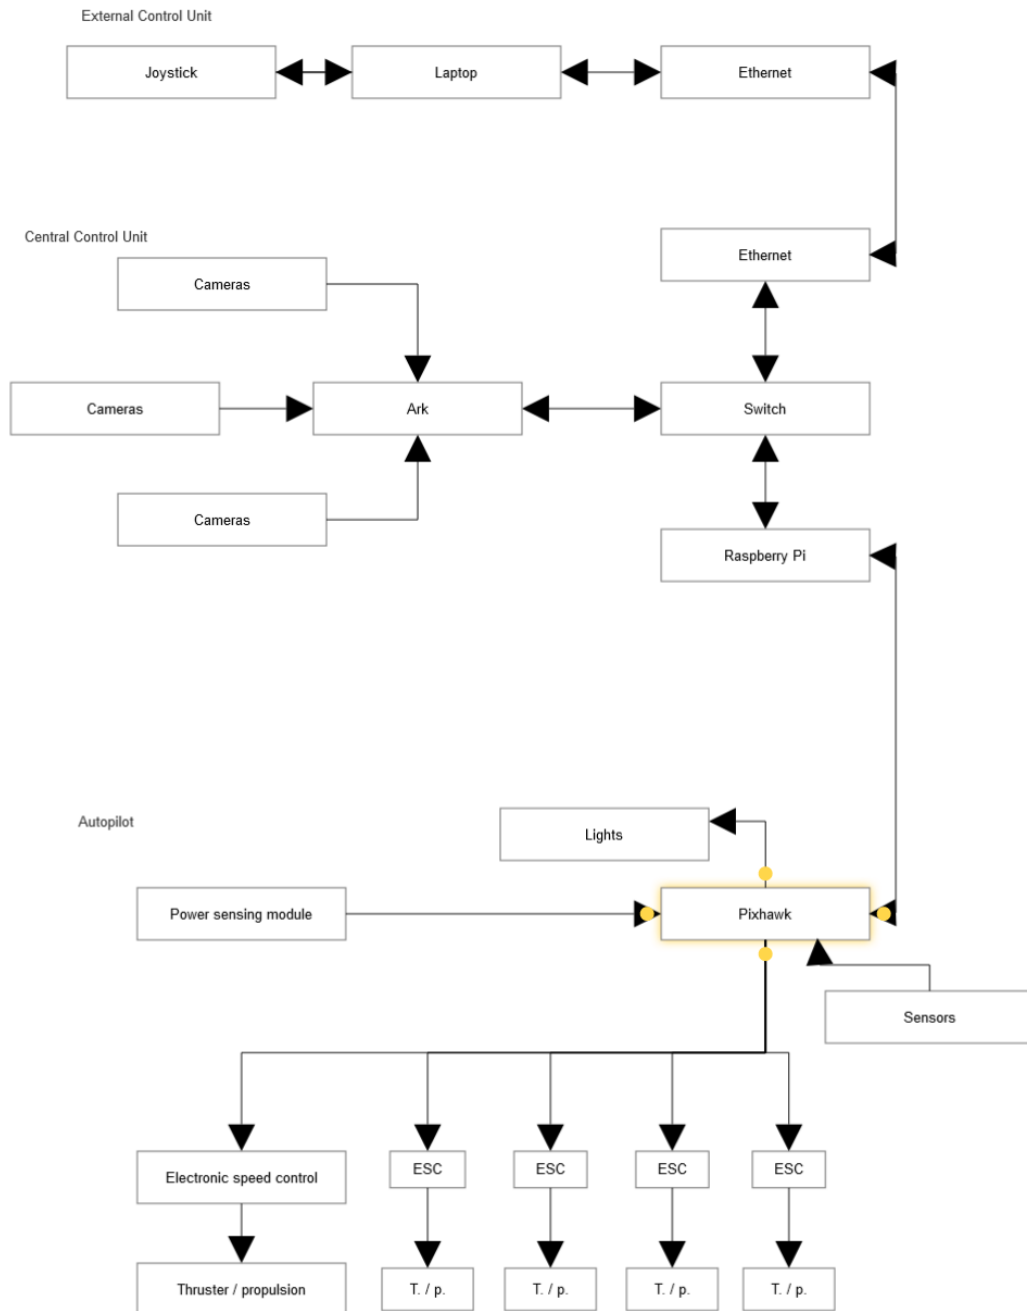 External Control Unit
Joystick
Laptop
Ethernet
Ethernet
Central Control Unit
Cameras
Cameras
Ark
Switch
Cameras
Raspberry Pi
Autopilot
Lights
Power sensing module
Pixhawk
Sensors
Electronic speed control
ESC
ESC
ESC
ESC
Thruster / propulsion
T. / p.
T. / p.
T. / p.
T. / p.